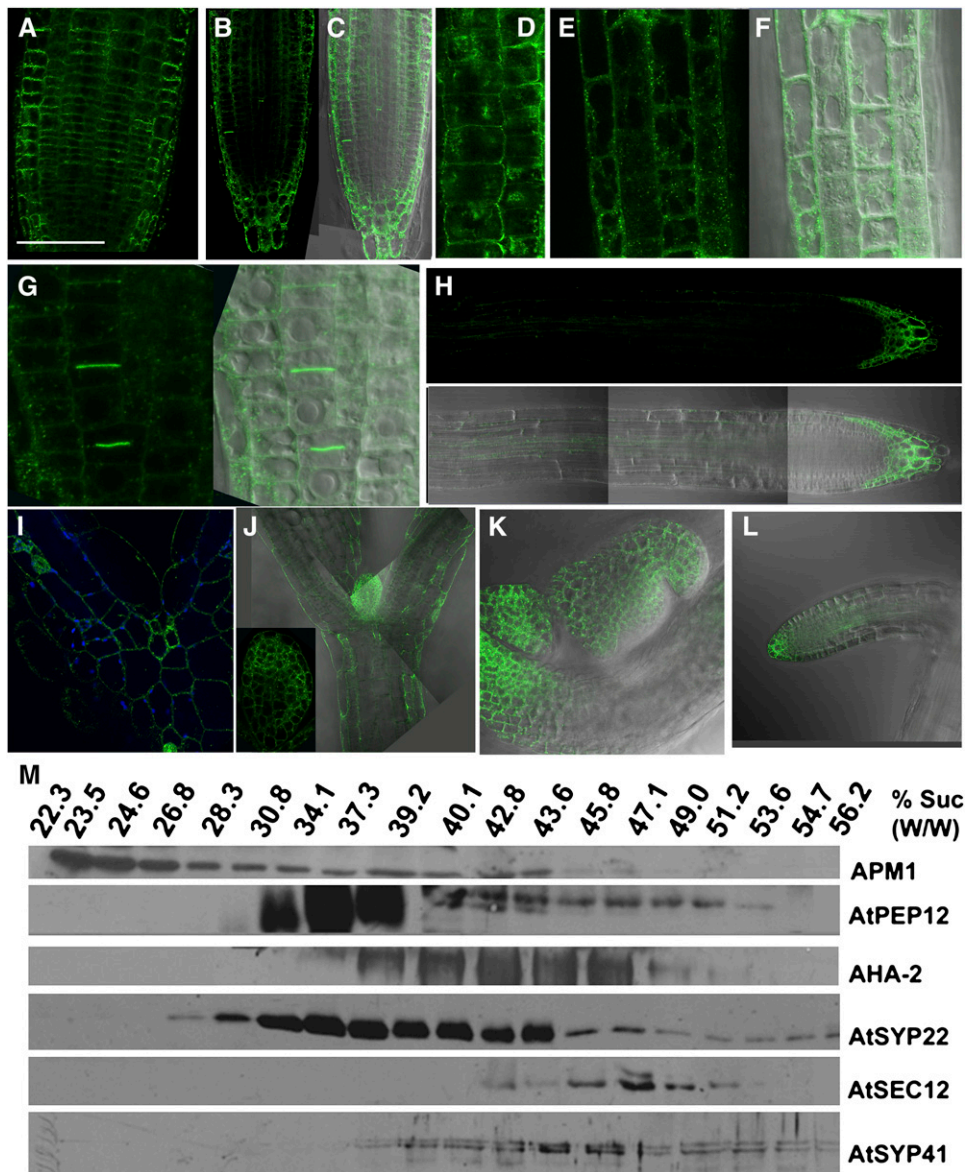 A
B
C
D
E
F
G
H
I
J
K
L
M
22.3 23.5 24.6 26.8 28.3 30.8 34.1 37.3 39.2 40.1 42.8 43.6 45.8 47.1 49.0 51.2 53.6 54.7 56.2
% Suc
(W/W)
APM1
AtPEP12
AHA-2
AtSYP22
AtSEC12
AtSYP41